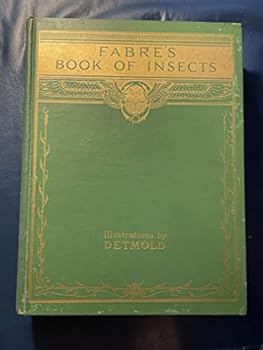 FABRE'S
BOOK OF INSECTS
Illustrations by
DETMOLD